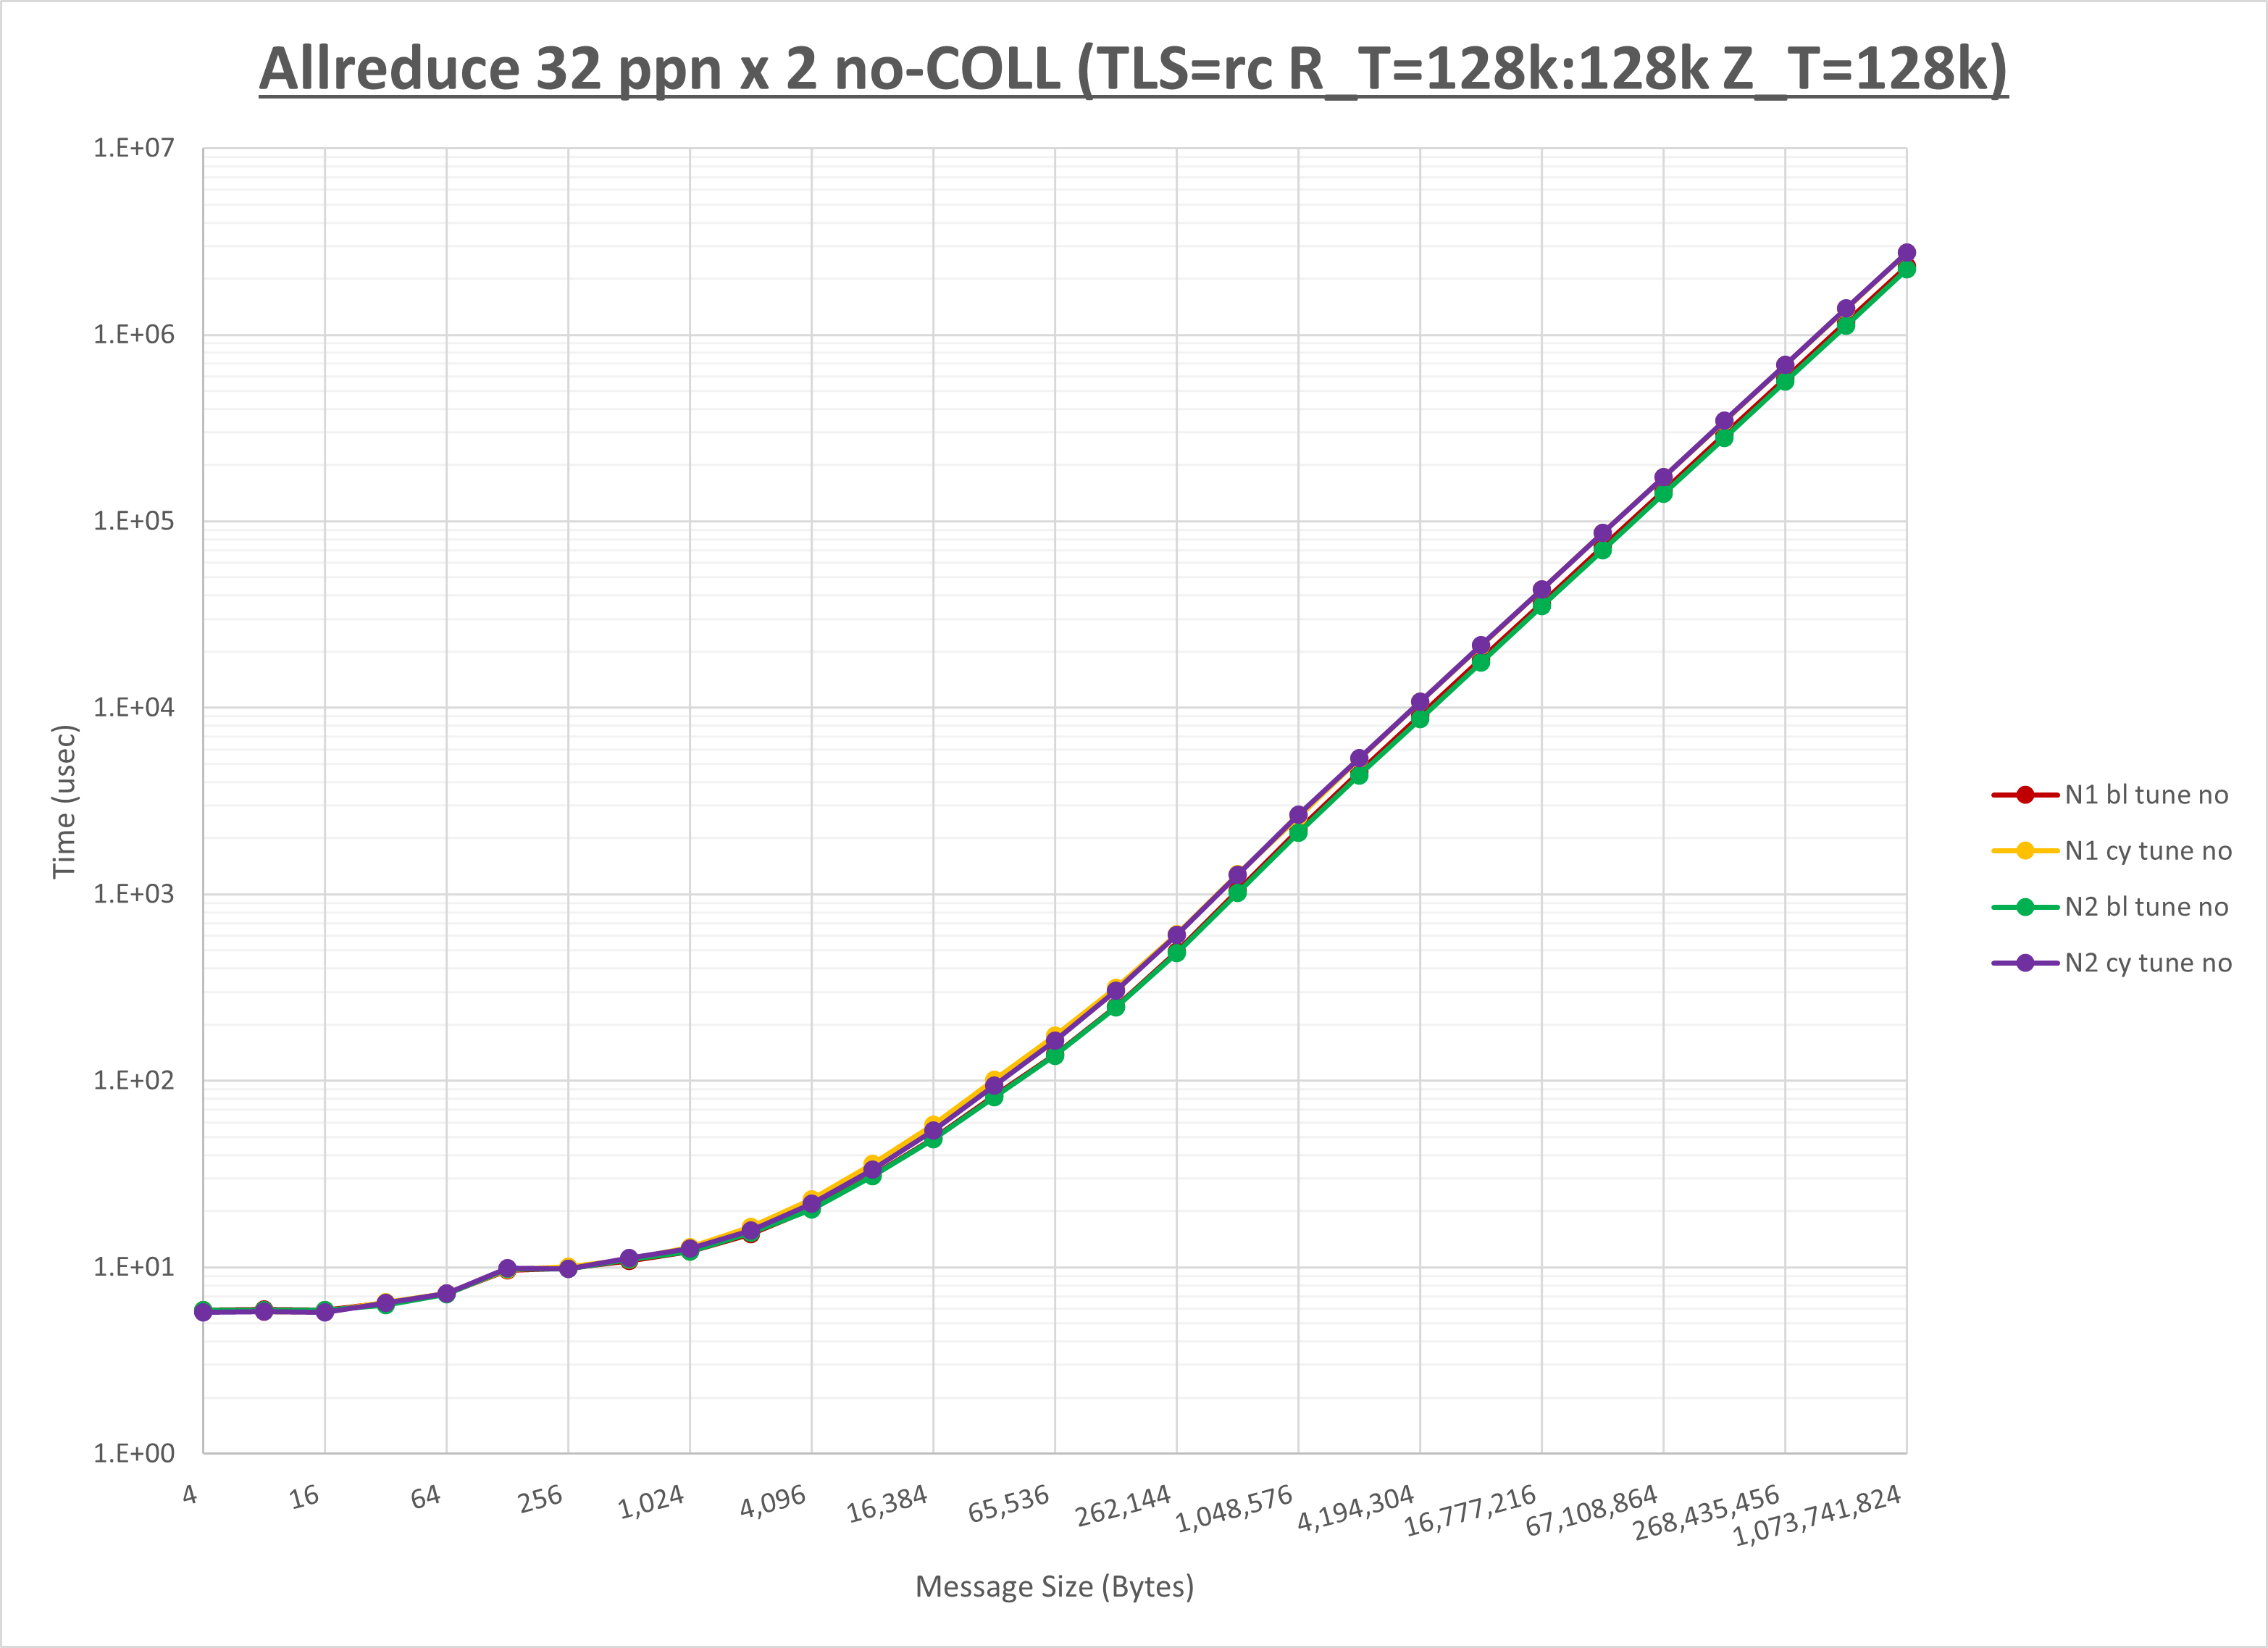 Allreduce 32 ppn x 2 no-COLL (TLS=rc R_T=128k:128k Z_T=128k)
1.E+07
1.E+06
1.E+05
1.E+04
1.E+03
1.E+02
1.E+01
1.E+00
Time (usec)
4
16
64
256
1,024
4,096
16,384
65,536
262,144
1,048,576
4,194,304
16,777,216
67,108,864
268,435,456
1,073,741,824
Message Size (Bytes)
N1 bl tune no
N1 cy tune no
N2 bl tune no
N2 cy tune no